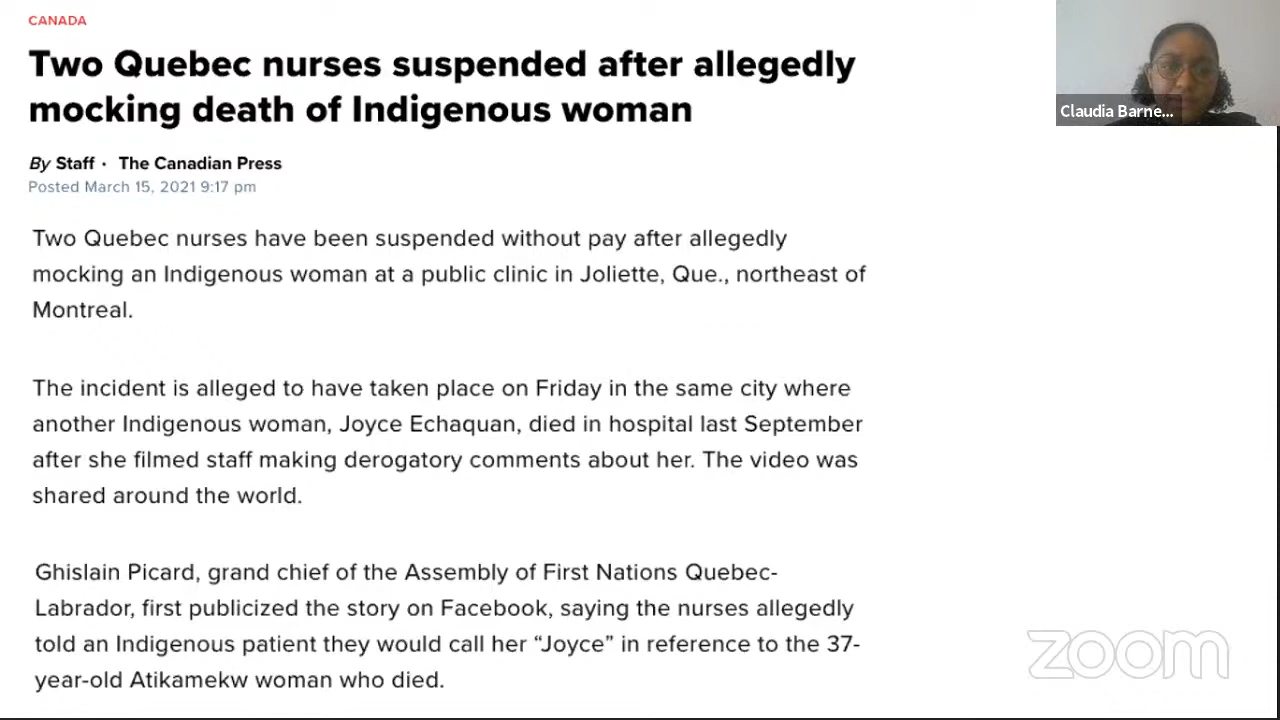 CANADA
Two Quebec nurses suspended after allegedly
mocking death of Indigenous woman
By Staff · The Canadian Press
Posted March 15, 2021 9:17 pm
Two Quebec nurses have been suspended without pay after allegedly
mocking an Indigenous woman at a public clinic in Joliette, Que., northeast of
Montreal.
The incident is alleged to have taken place on Friday in the same city where
another Indigenous woman, Joyce Echaquan, died in hospital last September
after she filmed staff making derogatory comments about her. The video was
shared around the world.
Ghislain Picard, grand chief of the Assembly of First Nations Quebec-
Labrador, first publicized the story on Facebook, saying the nurses allegedly
told an Indigenous patient they would call her “Joyce” in reference to the 37-
year-old Atikamekw woman who died.
Claudia Barne...
zoom